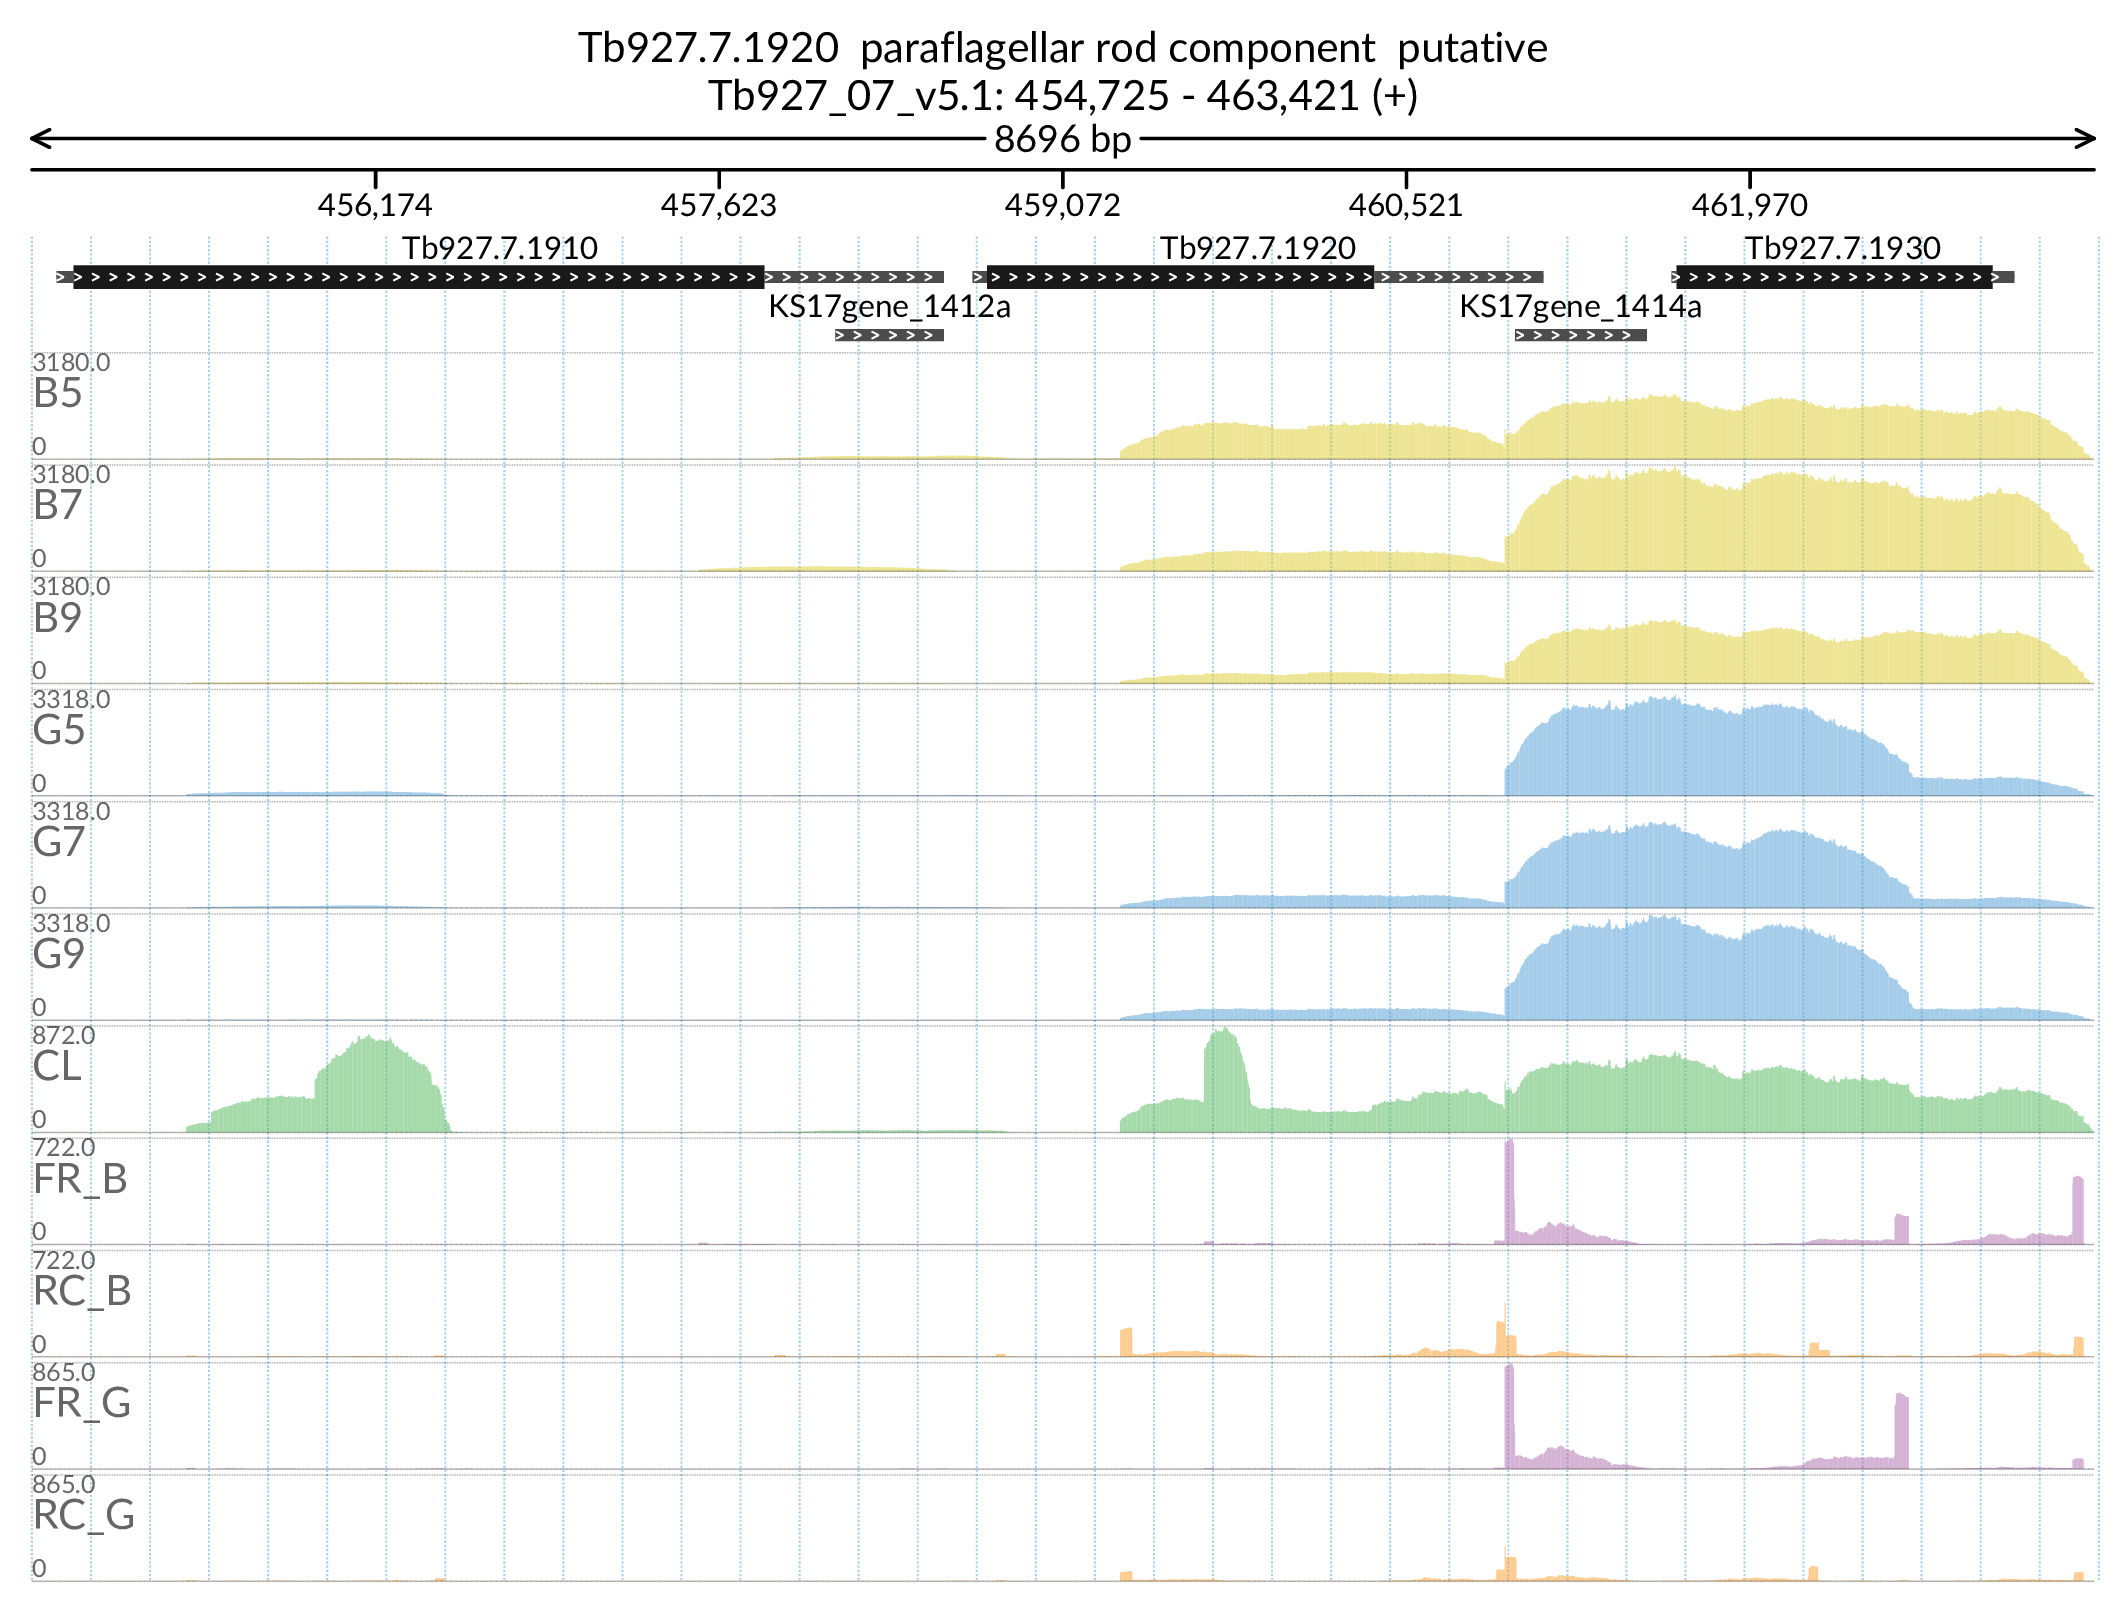 Tb927.7.1920 paraflagellar rod component putative
Tb927_07_v5.1: 454,725 - 463,421 (+)
8696 bp
456,174 457,623 459,072 460,521 461,970
Tb927.7.1910 Tb927.7.1920 Tb927.7.1930
KS17gene_1412a KS17gene_1414a
3180.0
B5
0
3180.0
B7
0
3180.0
B9
0
3318.0
G5
0
3318.0
G7
0
3318.0
G9
0
872.0
CL
0
722.0
FR_B
0
722.0
RC_B
0
865.0
FR_G
0
865.0
RC_G
0